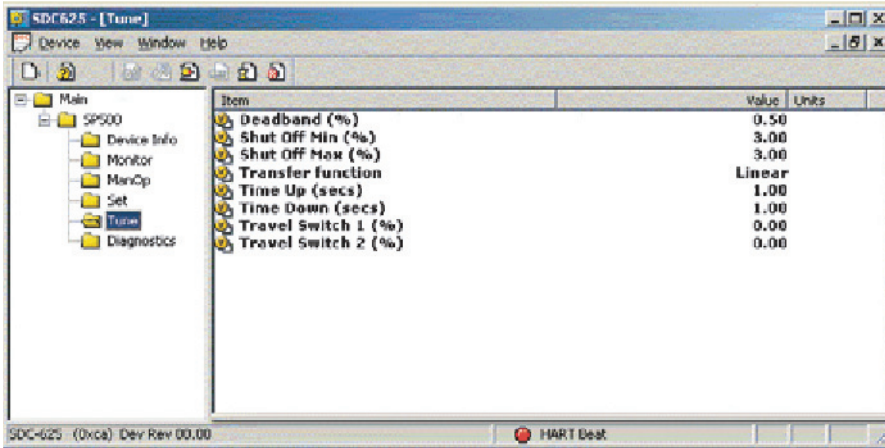 SDC625 - [Tune]
Device View Window Help
Main
SP500
Device Info
Monitor
ManOp
Set
Tune
Diagnostics
Item Value Units
Deadband (%) 0.50
Shut Off Min (%) 3.00
Shut Off Max (%) 3.00
Transfer function Linear
Time Up (secs) 1.00
Time Down (secs) 1.00
Travel Switch 1 (%) 0.00
Travel Switch 2 (%) 0.00
SDC-625 (0xca) Dev Rev 00.00 HART Beat